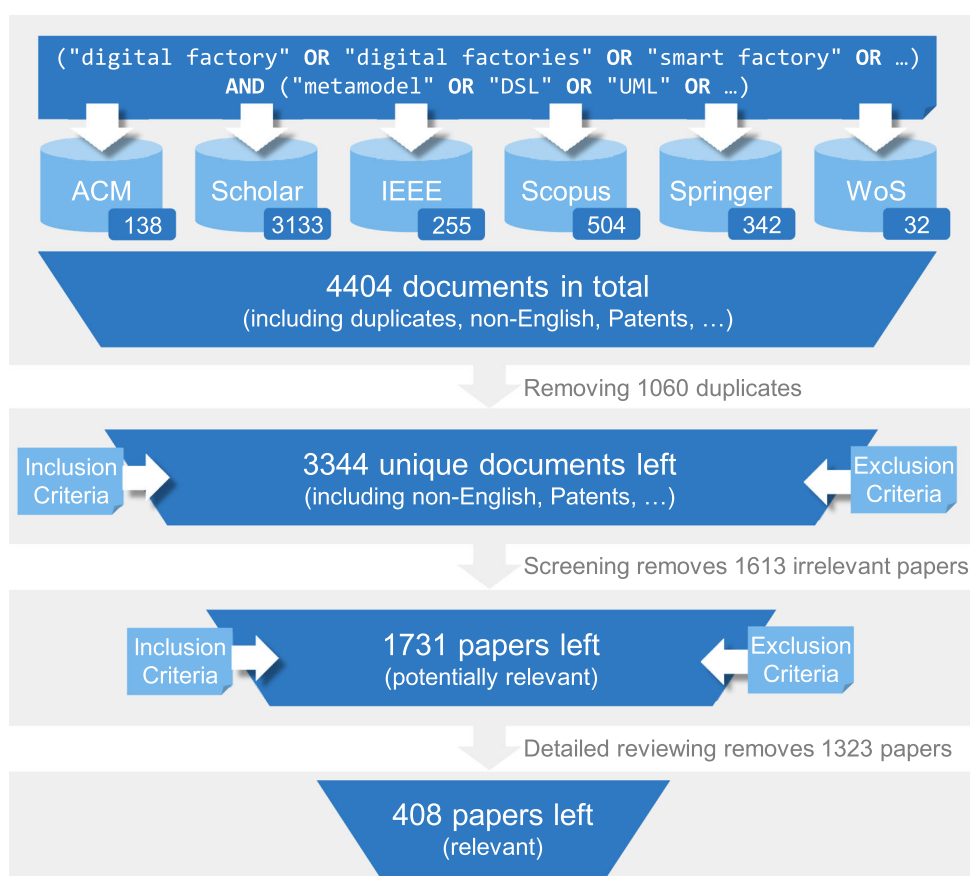 ("digital factory" OR "digital factories" OR "smart factory" OR …)
AND ("metamodel" OR "DSL" OR "UML" OR …)
ACM
138
Scholar
3133
IEEE
255
Scopus
504
Springer
342
WoS
32
4404 documents in total
(including duplicates, non-English, Patents, …)
Removing 1060 duplicates
Inclusion
Criteria
3344 unique documents left
(including non-English, Patents, …)
Exclusion
Criteria
Screening removes 1613 irrelevant papers
Inclusion
Criteria
1731 papers left
(potentially relevant)
Exclusion
Criteria
Detailed reviewing removes 1323 papers
408 papers left
(relevant)